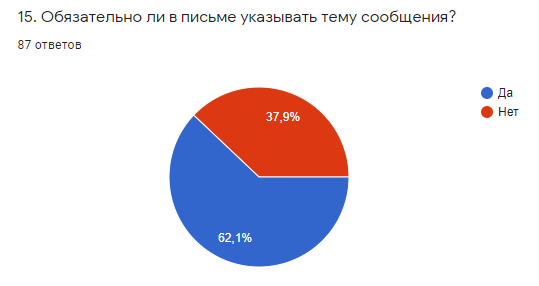 15. Обязательно ли в письме указывать тему сообщения?
87 ответов
Да
Нет
37,9%
62,1%